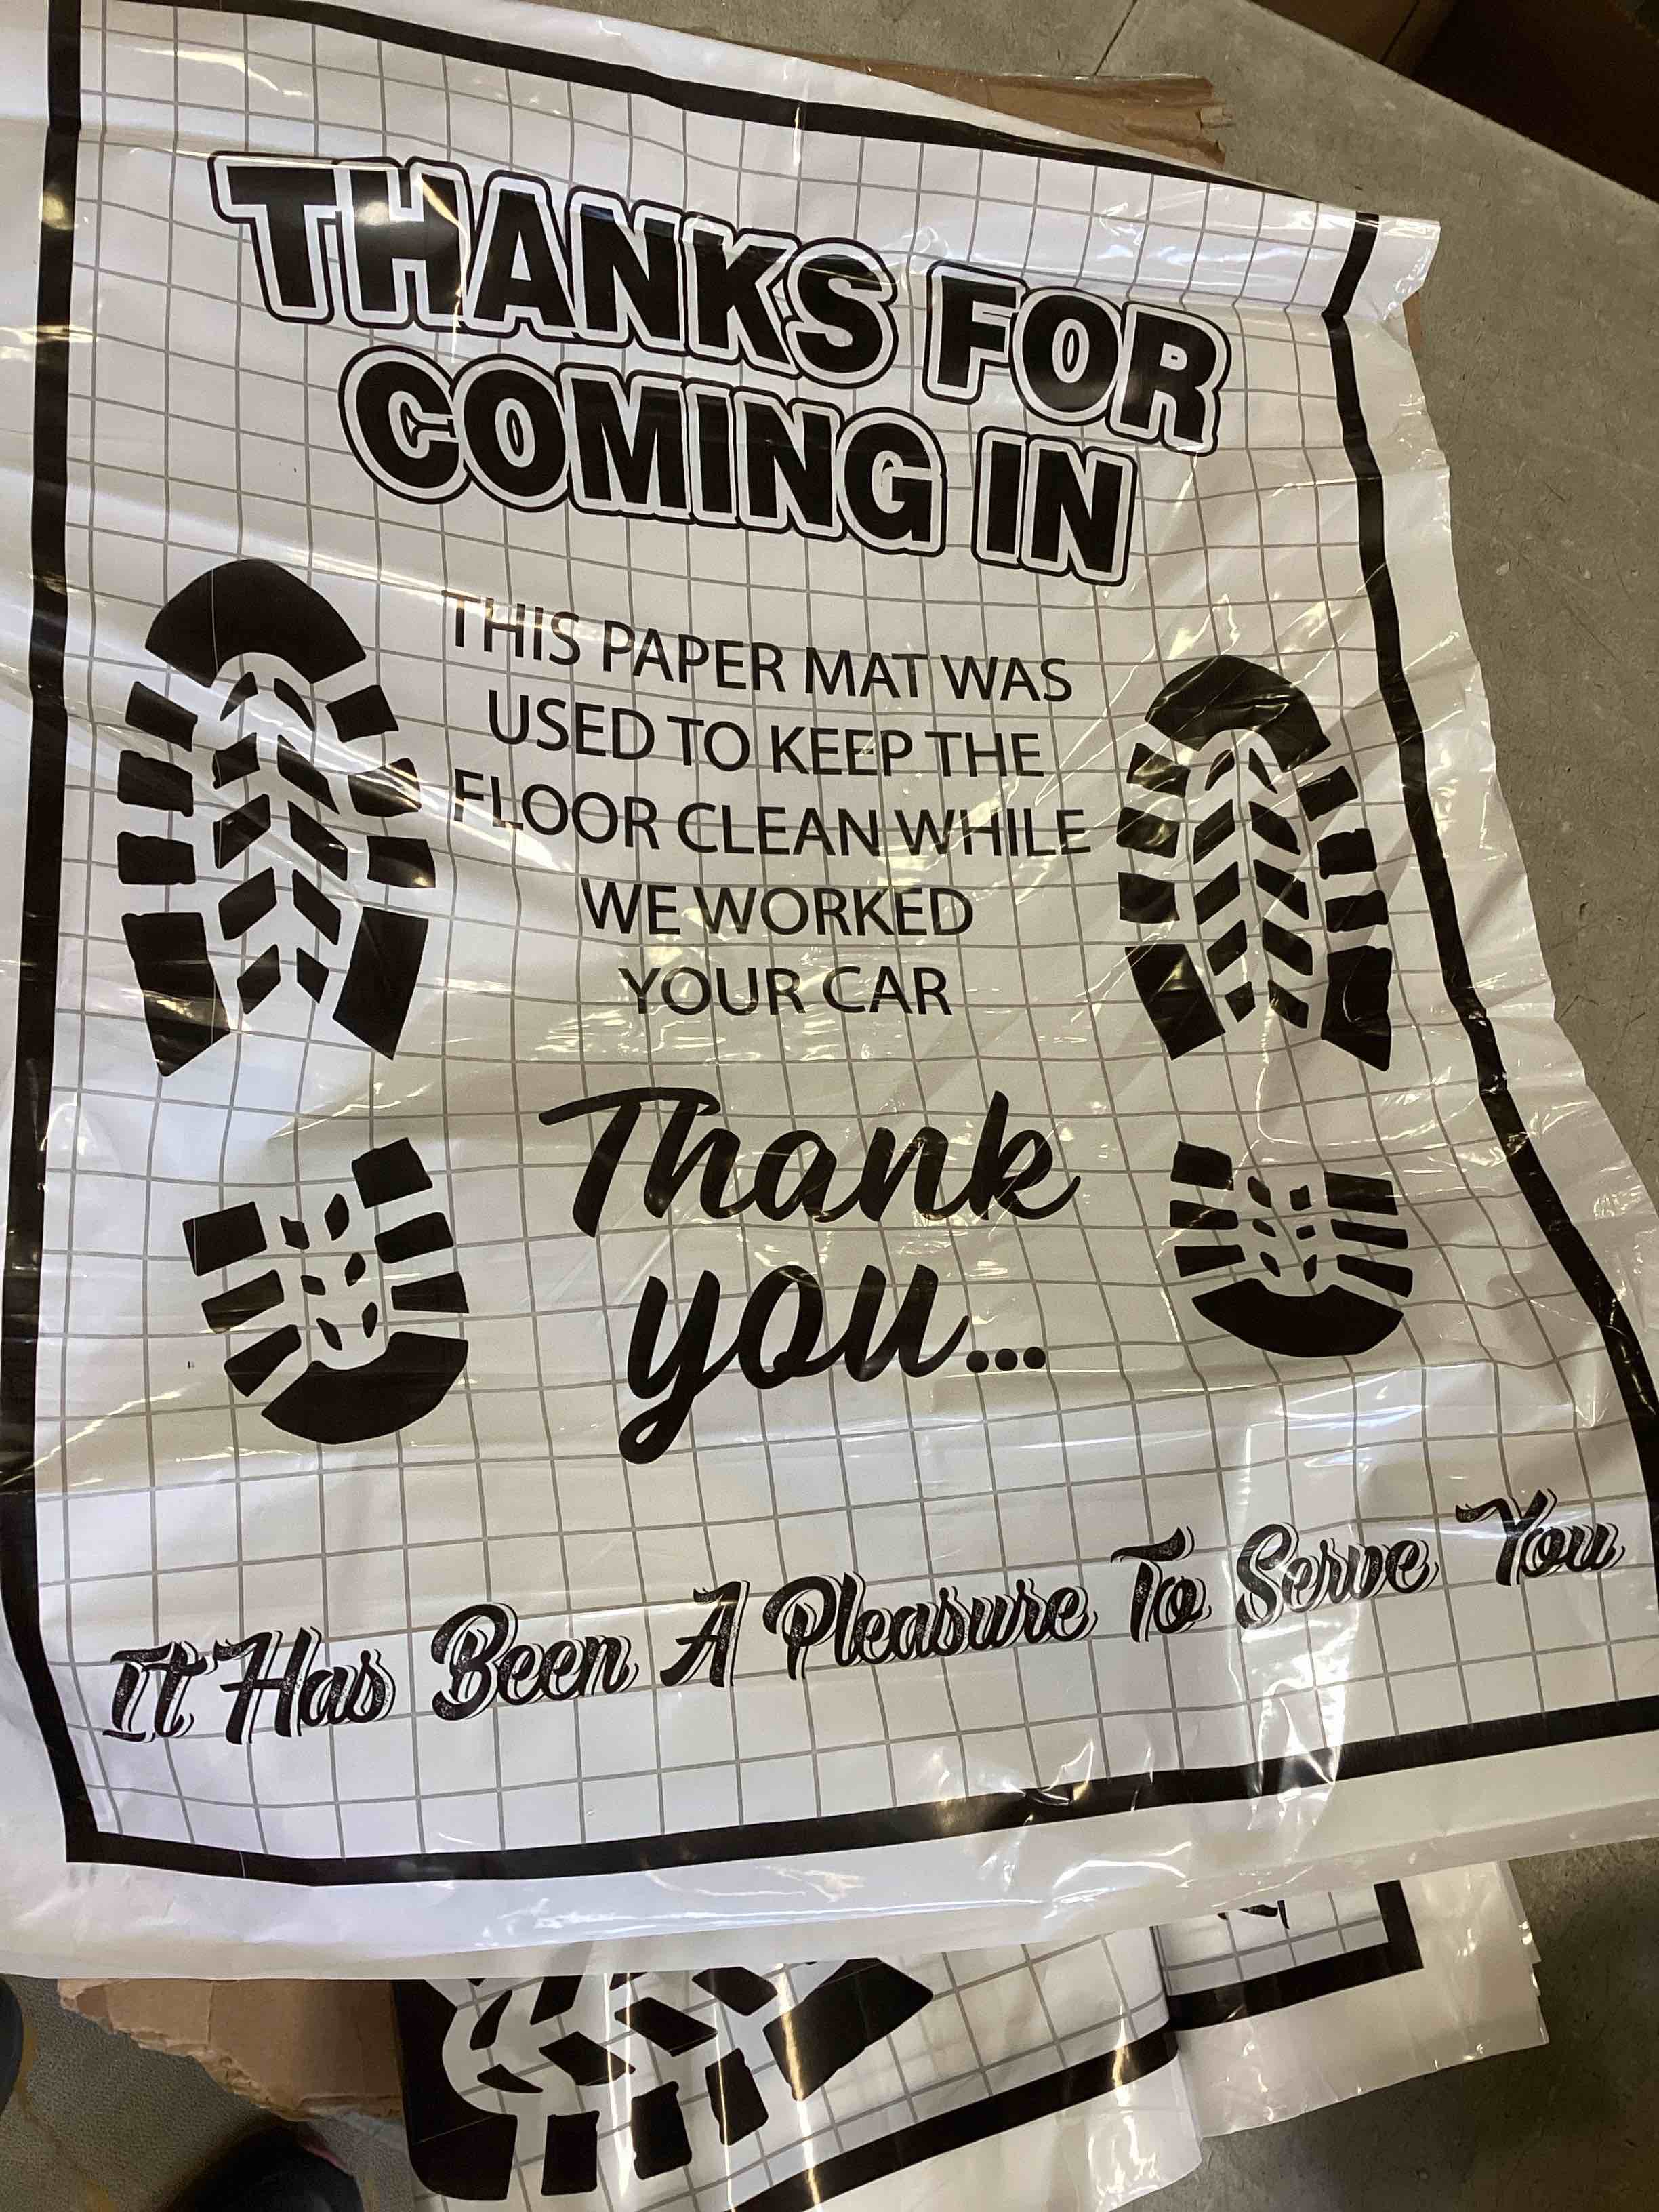 THANKS FOR
COMING IN
THIS PAPER MAT WAS
USED TO KEEP THE
FLOOR CLEAN WHILE
WE WORKED
YOUR CAR
Thank
you...
It Has Been A Pleasure To Serve You